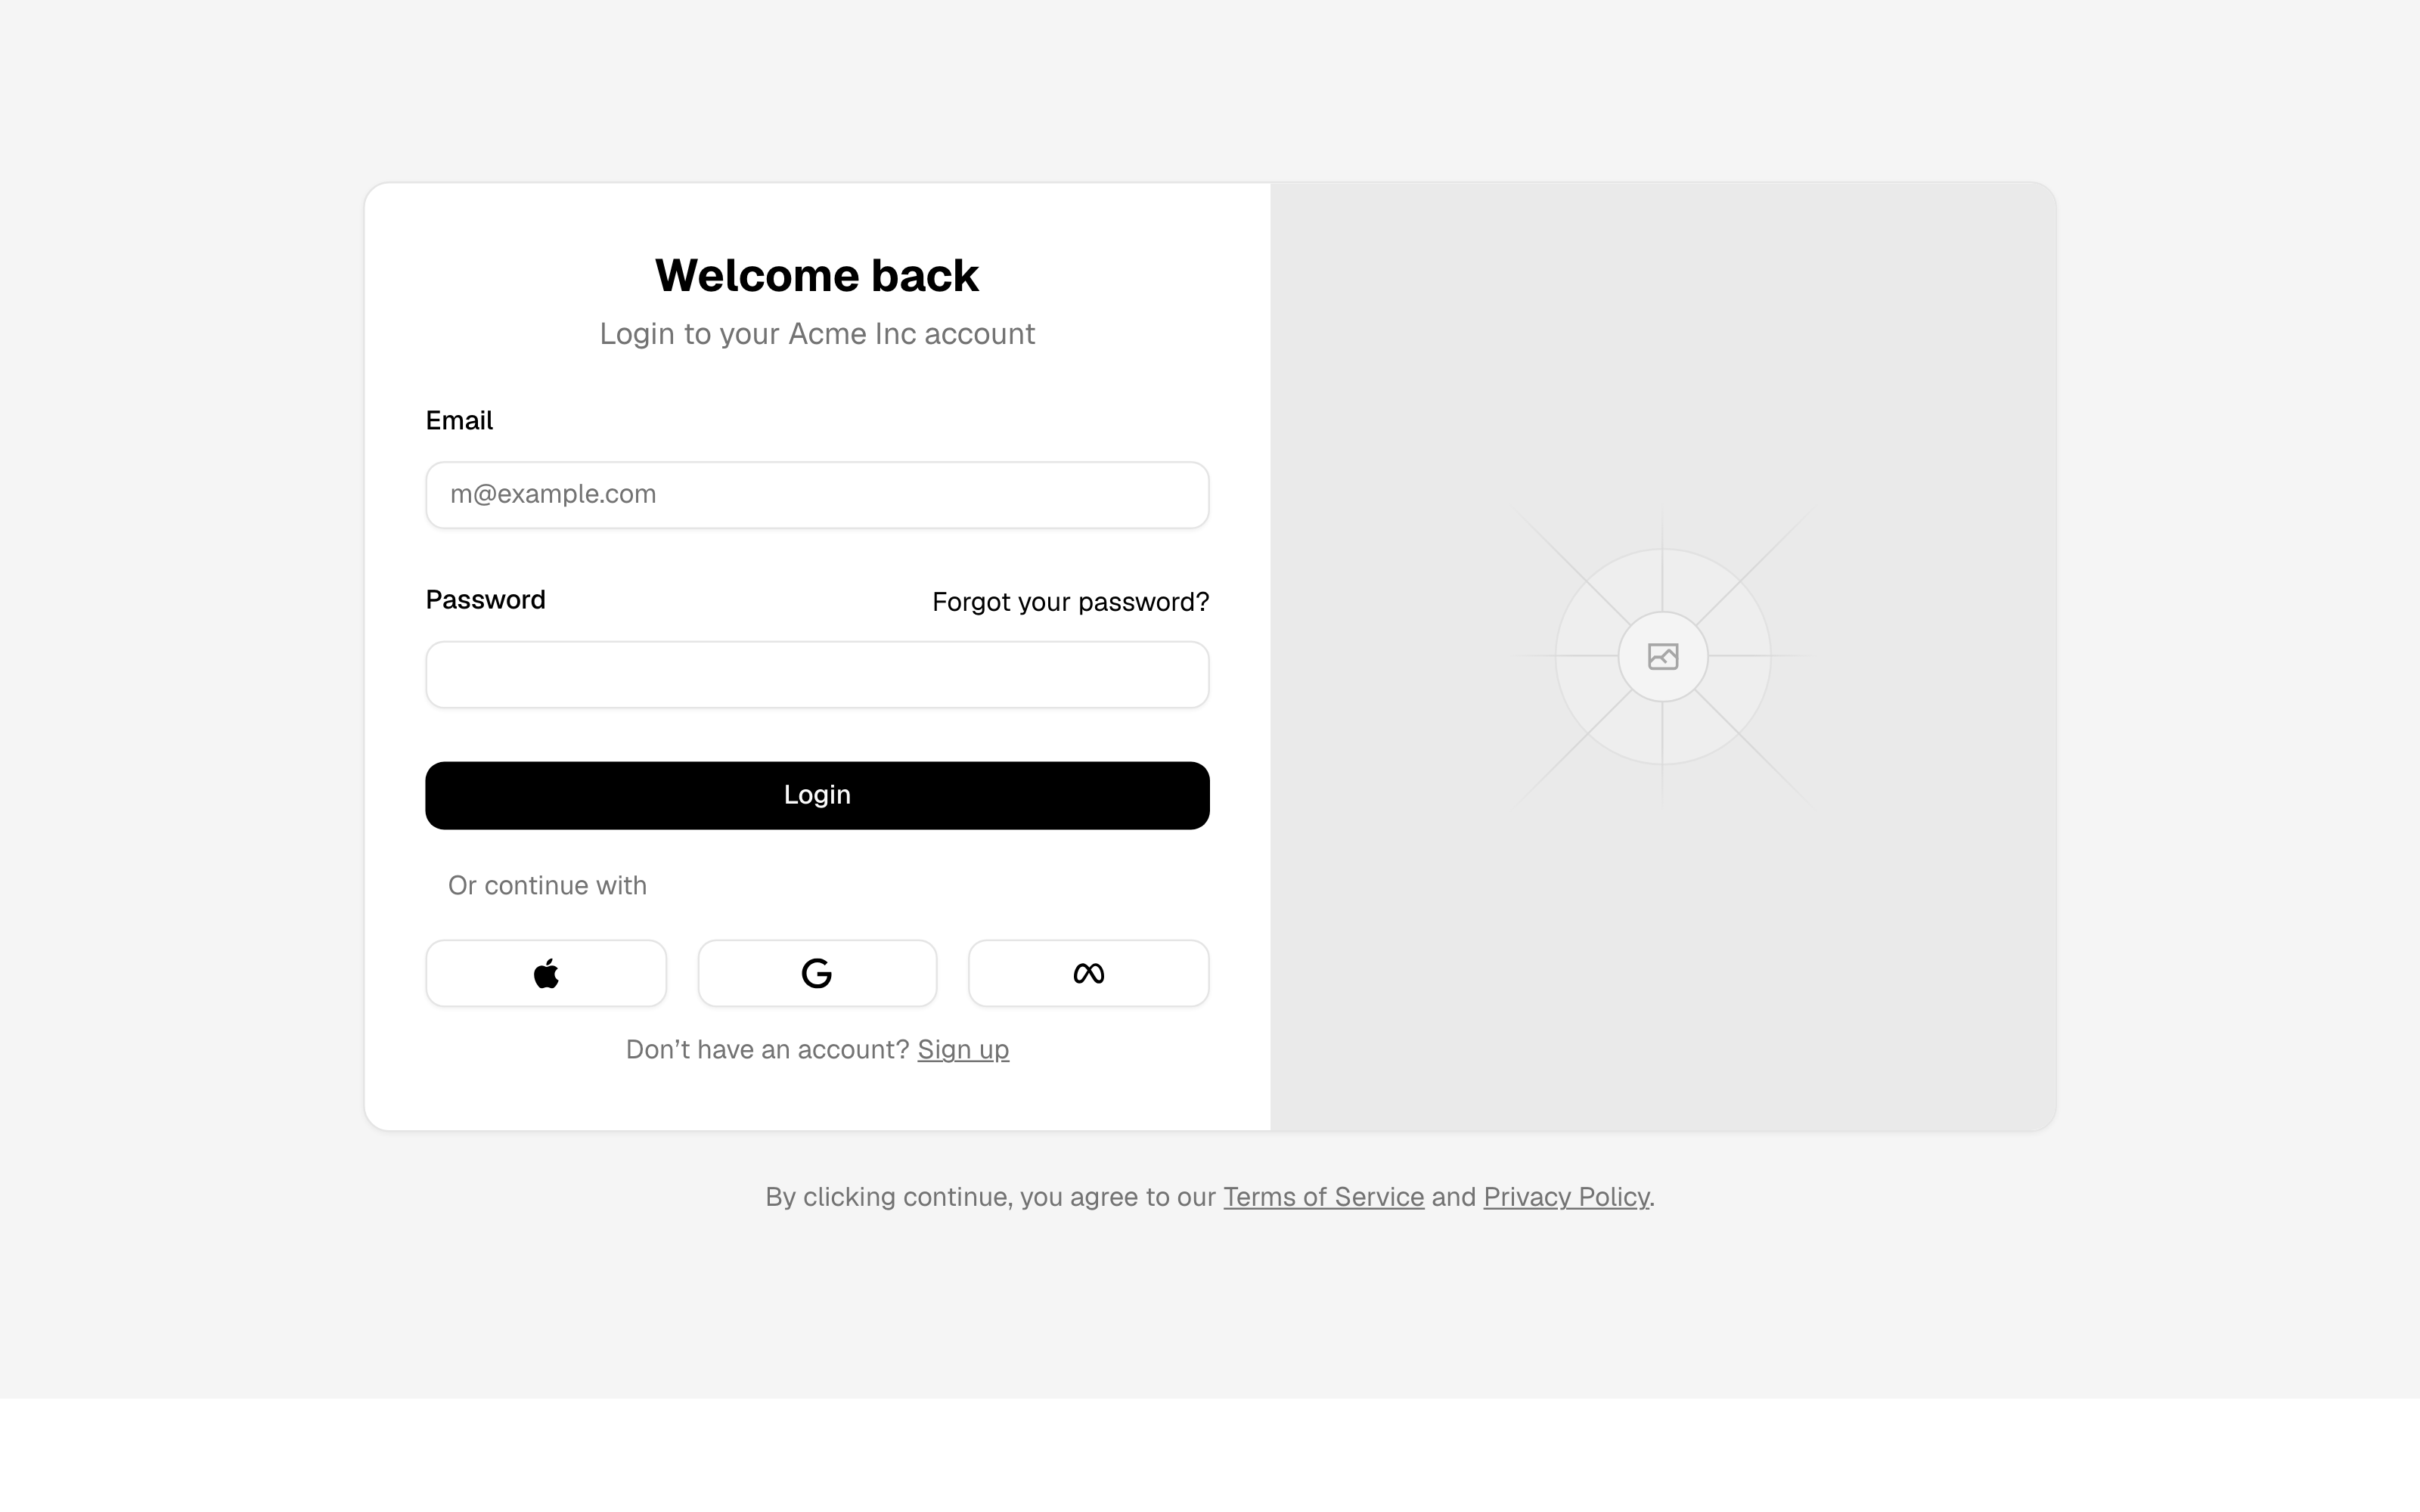 Welcome back
Login to your Acme Inc account
Email
m@example.com
Password
Forgot your password?
Login
Or continue with
Don’t have an account? Sign up
By clicking continue, you agree to our Terms of Service and Privacy Policy.